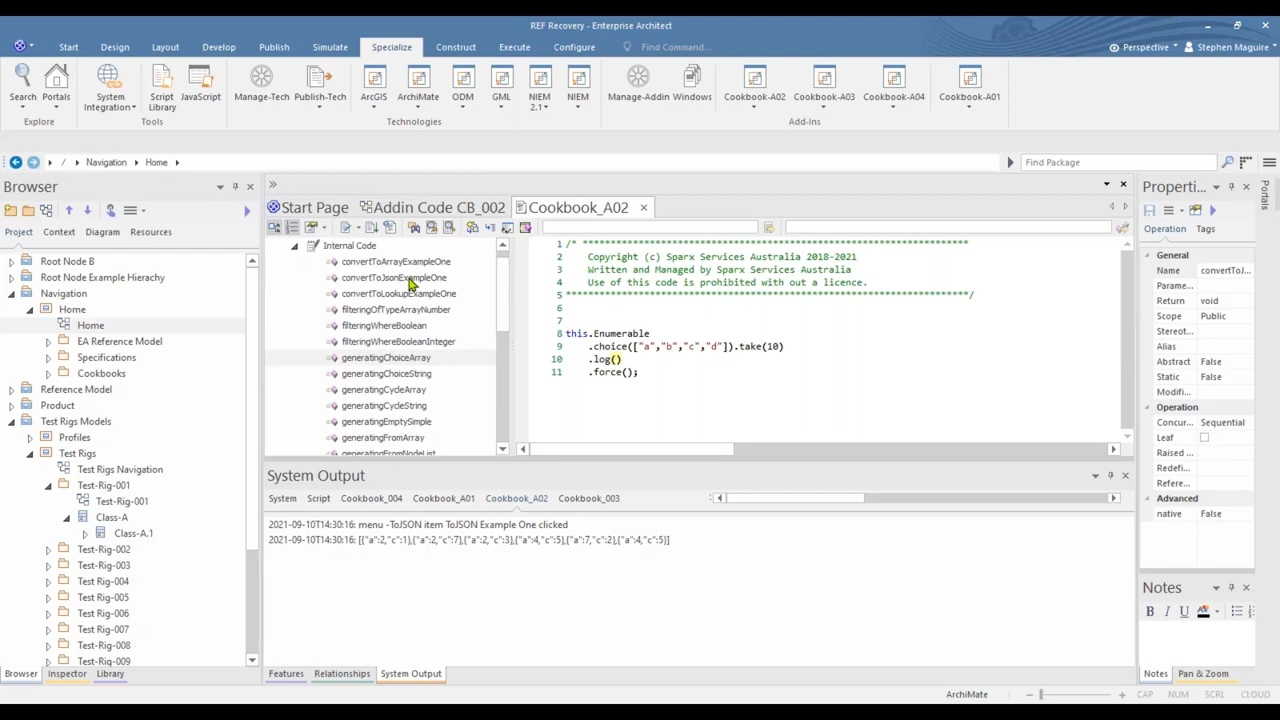 REF Recovery - Enterprise Architect
Start Design Layout Develop Publish Simulate Specialize Construct Execute Configure Find Command... Perspective Stephen Maguire
Search Portals System Integration Script Library JavaScript Manage-Tech Publish-Tech ArcGIS ArchiMate ODM GML NIEM 2.1 NIEM Manage-Addin Windows Cookbook-A02 Cookbook-A03 Cookbook-A04 Cookbook-A01
Explore Tools Technologies Add-Ins
/ Navigation Home Find Package
Browser
Project Context Diagram Resources
Root Node B
Root Node Example Hierachy
Navigation
Home
Home
EA Reference Model
Specifications
Cookbooks
Reference Model
Product
Test Rigs Models
Profiles
Test Rigs
Test Rigs Navigation
Test-Rig-001
Test-Rig-001
Class-A
Class-A.1
Test-Rig-002
Test-Rig-003
Test-Rig-004
Test-Rig-005
Test-Rig-006
Test-Rig-007
Test-Rig-008
Test-Rig-009
Browser Inspector Library
Start Page Addin Code CB_002 Cookbook_A02
Internal Code
convertToArrayExampleOne
convertToJsonExampleOne
convertToLookupExampleOne
filteringOfTypeArrayNumber
filteringWhereBoolean
filteringWhereBooleanInteger
generatingChoiceArray
generatingChoiceString
generatingCycleArray
generatingCycleString
generatingEmptySimple
generatingFromArray
generatingFromNodeList
1 /* ******************************************************************************
2 Copyright (c) Sparx Services Australia 2018-2021
3 Written and Managed by Sparx Services Australia
4 Use of this code is prohibited with out a licence.
5 ******************************************************************************/
6
7
8 this.Enumerable
9 .choice(["a","b","c","d"]).take(10)
10 .log()
11 .force();
System Output
System Script Cookbook_004 Cookbook_A01 Cookbook_A02 Cookbook_003
2021-09-10T14:30:16: menu -ToJSON item ToJSON Example One clicked
2021-09-10T14:30:16: [{"a":2,"c":1},{"a":2,"c":7},{"a":2,"c":3},{"a":4,"c":5},{"a":7,"c":2},{"a":4,"c":5}]
Features Relationships System Output
Properti...
Operation Tags
General
Name convertToJ...
Parame...
Return void
Scope Public
Stereot...
Alias
Abstract False
Static False
Modifi...
Operation
Concur... Sequential
Leaf
Raised ...
Redefi...
Refere...
Advanced
native False
Portals
Notes
B I U A
Notes Pan & Zoom
ArchiMate CAP NUM SCRL CLOUD